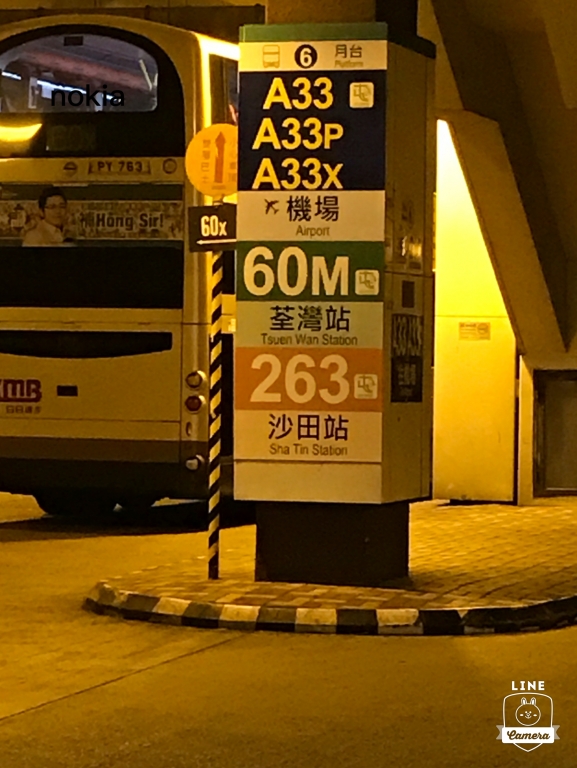 6 月台
Platform
A33
A33P
A33X
機場
Airport
60M
荃灣站
Tsuen Wan Station
263
沙田站
Sha Tin Station
60x
nokia
PY 763
Hong Sir!
KMB
LINE
Camera